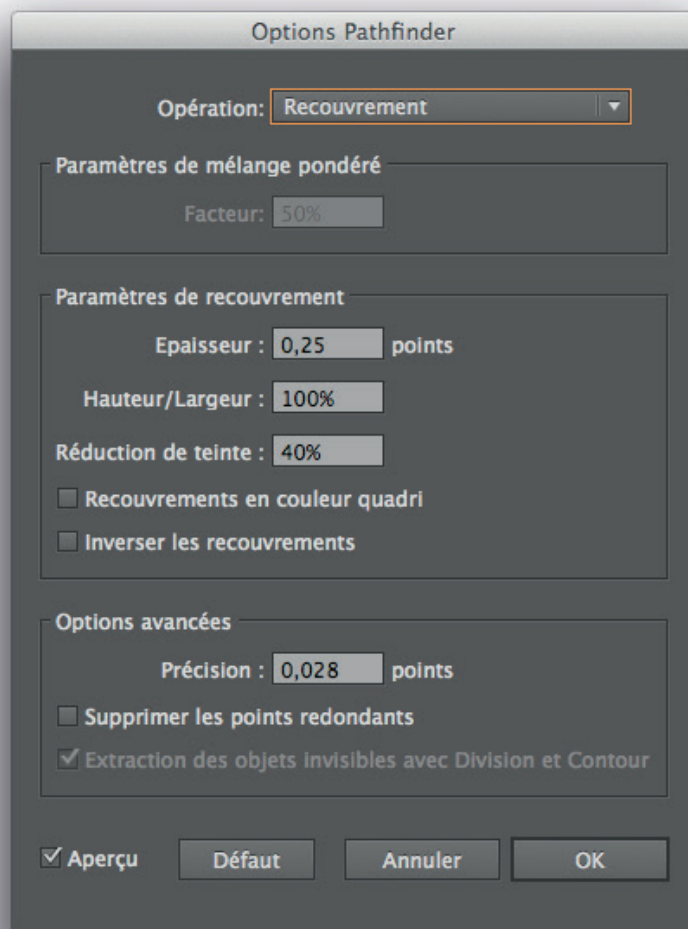 Options Pathfinder
Opération: Recouvrement
Paramètres de mélange pondéré
Facteur: 50%
Paramètres de recouvrement
Epaisseur : 0,25 points
Hauteur/Largeur : 100%
Réduction de teinte : 40%
Recouvrements en couleur quadri
Inverser les recouvrements
Options avancées
Précision : 0,028 points
Supprimer les points redondants
Extraction des objets invisibles avec Division et Contour
Aperçu Défaut Annuler OK